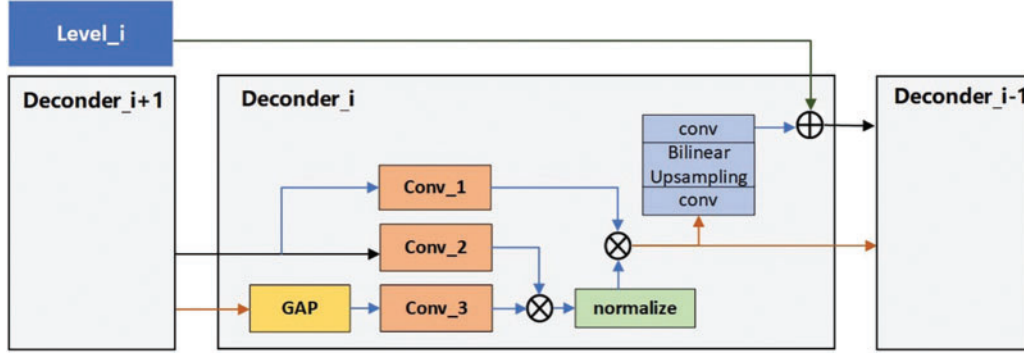 Level_i
Deconder_i+1
Deconder_i
Deconder_i-1
conv
Bilinear
Upsampling
conv
Conv_1
Conv_2
GAP
Conv_3
normalize